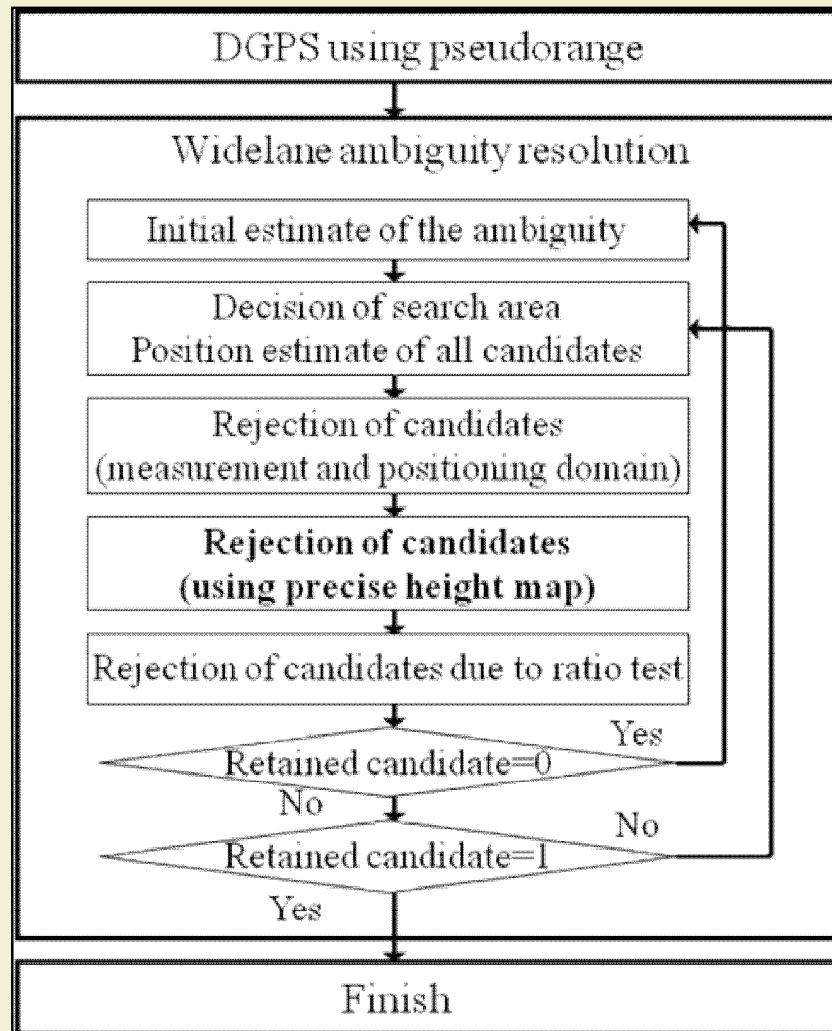 DGPS using pseudorange
Widelane ambiguity resolution
Initial estimate of the ambiguity
Decision of search area
Position estimate of all candidates
Rejection of candidates
(measurement and positioning domain)
Rejection of candidates
(using precise height map)
Rejection of candidates due to ratio test
Yes
Retained candidate=0
No
No
Retained candidate=1
Yes
Finish